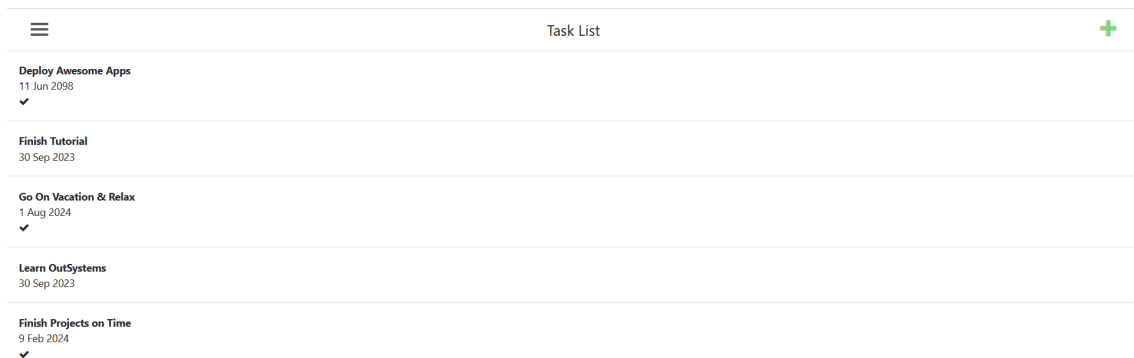 Task List
Deploy Awesome Apps
11 Jun 2098
Finish Tutorial
30 Sep 2023
Go On Vacation & Relax
1 Aug 2024
Learn OutSystems
30 Sep 2023
Finish Projects on Time
9 Feb 2024